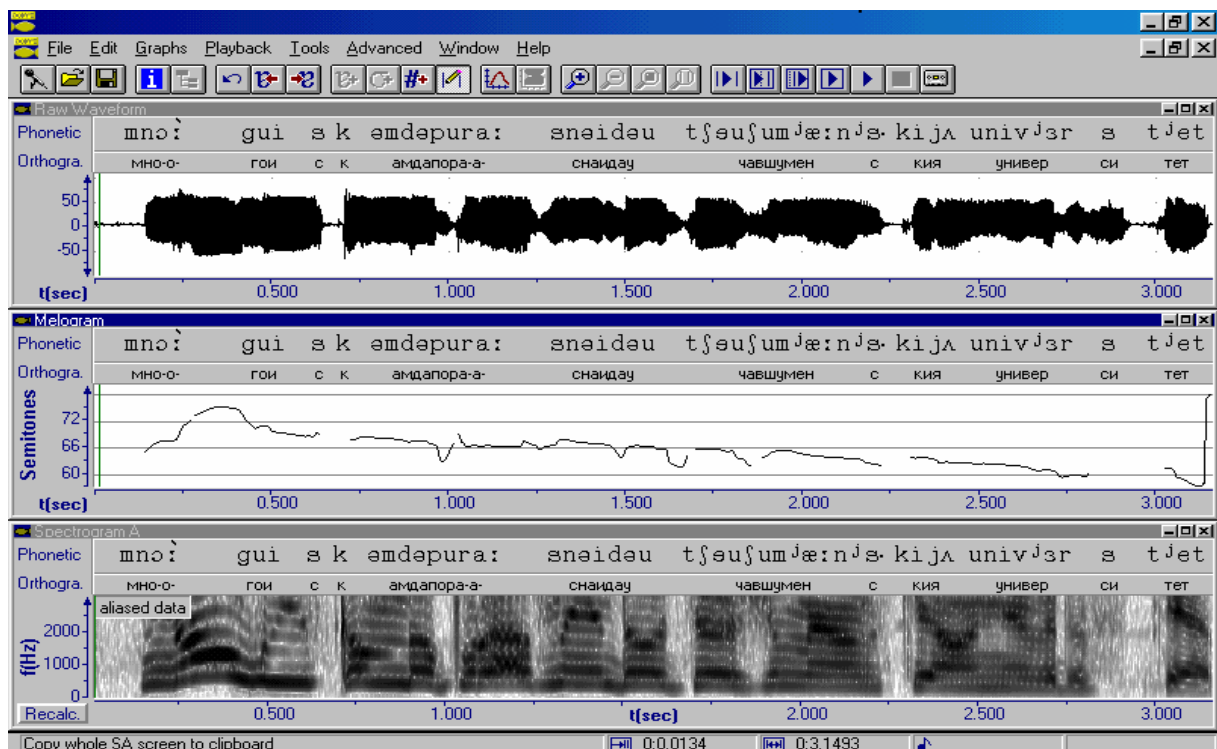 File Edit Graphs Playback Tools Advanced Window Help
Raw Waveform
Phonetic mnɔː̀ gui s k əmdəpuraː snəidəu tʃəuʃumʲæːnʲs· kijʌ univʲɜr s tʲet
Orthogra. мно-о- гои с к амдапора-а- снаидау чавшумен с кия универ си тет
50
0
-50
t(sec) 0.500 1.000 1.500 2.000 2.500 3.000
Melogram
Phonetic mnɔː̀ gui s k əmdəpuraː snəidəu tʃəuʃumʲæːnʲs· kijʌ univʲɜr s tʲet
Orthogra. мно-о- гои с к амдапора-а- снаидау чавшумен с кия универ си тет
Semitones
72
66
60
t(sec) 0.500 1.000 1.500 2.000 2.500 3.000
Spectrogram A
Phonetic mnɔː̀ gui s k əmdəpuraː snəidəu tʃəuʃumʲæːnʲs· kijʌ univʲɜr s tʲet
Orthogra. мно-о- гои с к амдапора-а- снаидау чавшумен с кия универ си тет
aliased data
f(Hz)
2000
1000
0
Recalc. 0.500 1.000 t(sec) 2.000 2.500 3.000
Copy whole SA screen to clipboard 0:0.0134 0:3.1493